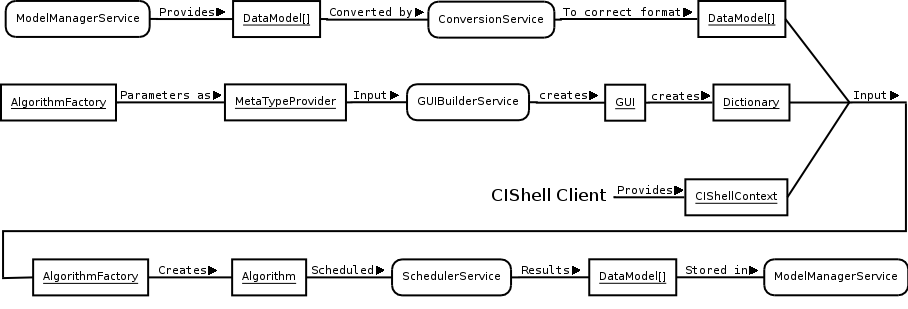 ModelManagerService Provides DataModel[] Converted by ConversionService To correct format DataModel[]
AlgorithmFactory Parameters as MetaTypeProvider Input GUIBuilderService creates GUI creates Dictionary Input
CIShell Client Provides CIShellContext
AlgorithmFactory Creates Algorithm Scheduled SchedulerService Results DataModel[] Stored in ModelManagerService